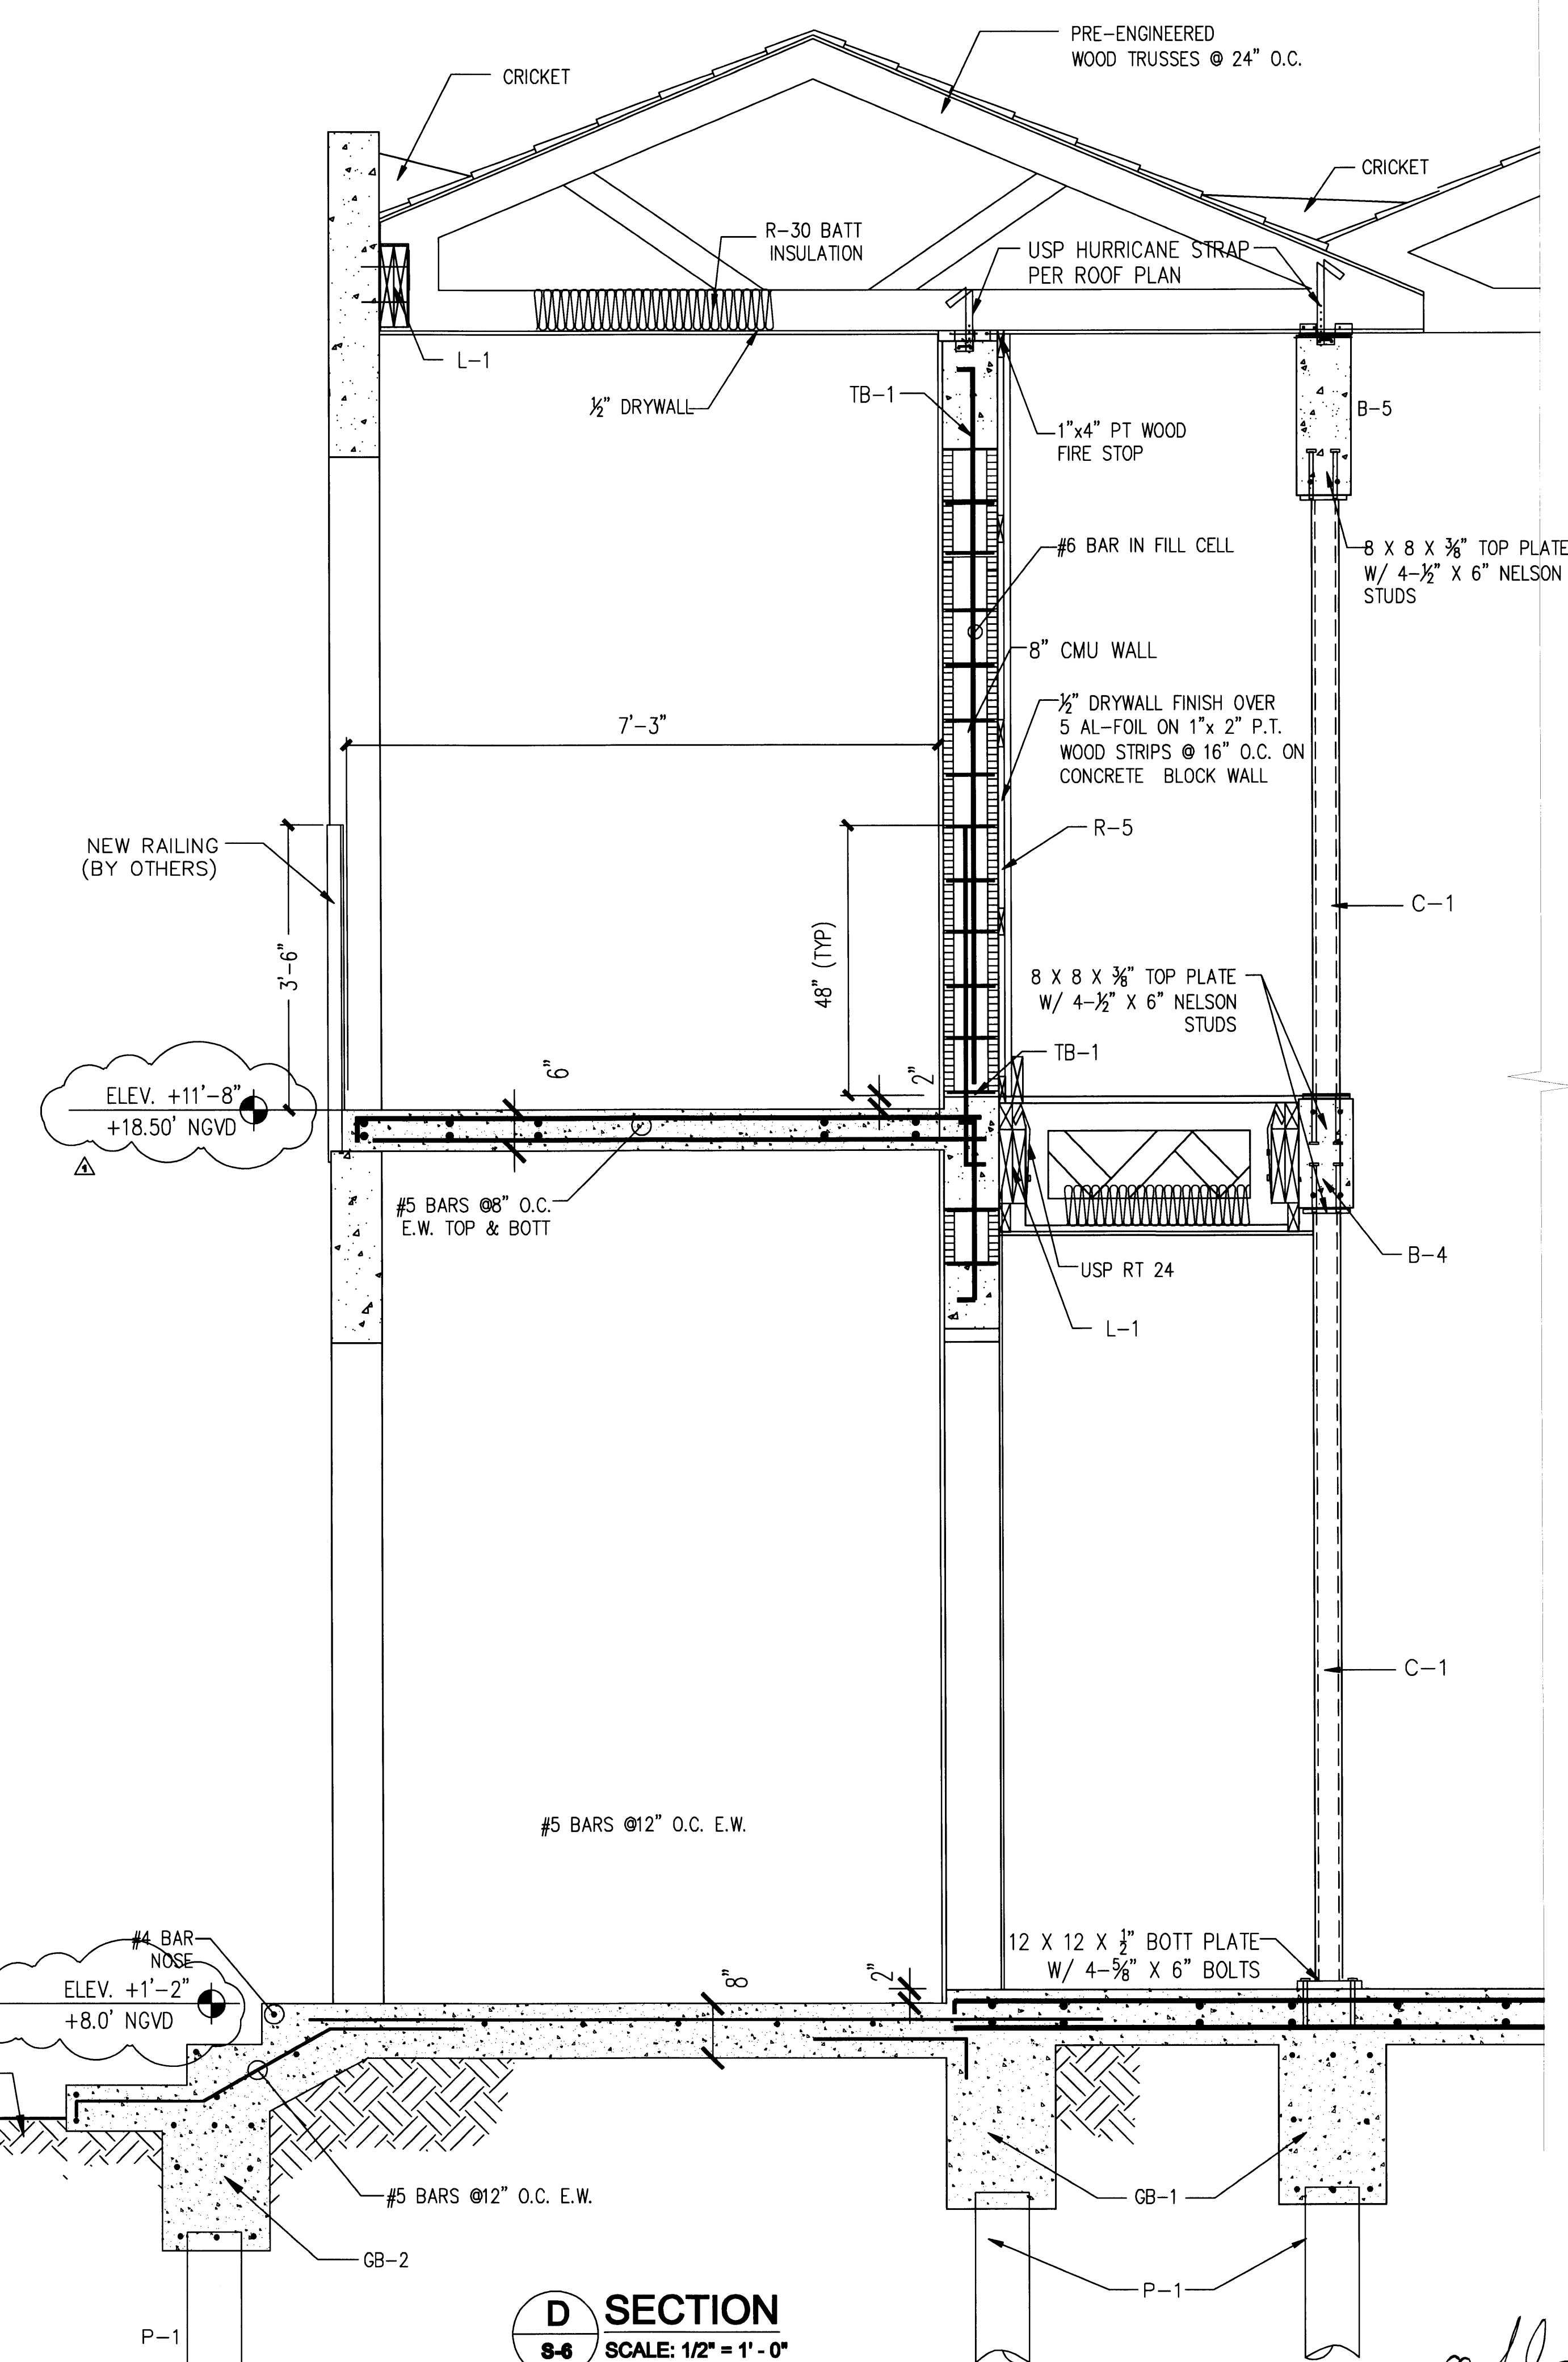 PRE-ENGINEERED
WOOD TRUSSES @ 24" O.C.
CRICKET
CRICKET
R-30 BATT
INSULATION
USP HURRICANE STRAP
PER ROOF PLAN
L-1
½" DRYWALL
TB-1
B-5
1"x4" PT WOOD
FIRE STOP
#6 BAR IN FILL CELL
8 X 8 X ⅜" TOP PLATE
W/ 4-½" X 6" NELSON
STUDS
8" CMU WALL
½" DRYWALL FINISH OVER
5 AL-FOIL ON 1"x 2" P.T.
WOOD STRIPS @ 16" O.C. ON
CONCRETE BLOCK WALL
7'-3"
NEW RAILING
(BY OTHERS)
R-5
C-1
3'-6"
48" (TYP)
8 X 8 X ⅜" TOP PLATE
W/ 4-½" X 6" NELSON
STUDS
TB-1
6"
2"
ELEV. +11'-8"
+18.50' NGVD
#5 BARS @8" O.C.
E.W. TOP & BOTT
USP RT 24
B-4
L-1
C-1
#5 BARS @12" O.C. E.W.
#4 BAR
NOSE
12 X 12 X ½" BOTT PLATE
W/ 4-⅝" X 6" BOLTS
ELEV. +1'-2"
+8.0' NGVD
8"
2"
#5 BARS @12" O.C. E.W.
GB-1
GB-2
P-1
P-1
D SECTION
S-6 SCALE: 1/2" = 1' - 0"